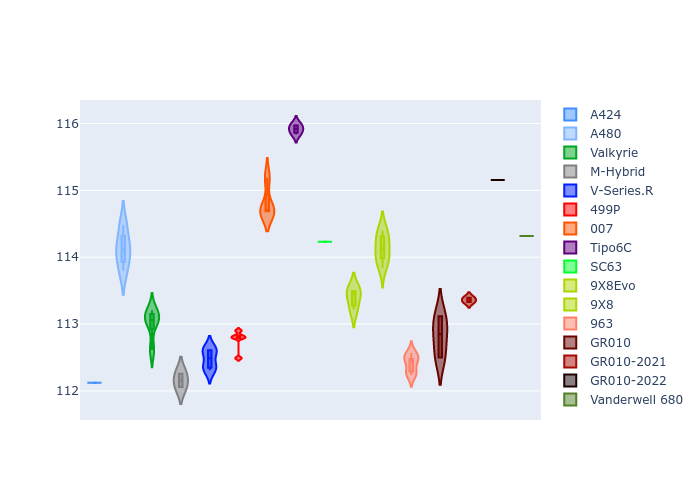 116
115
114
113
112
A424
A480
Valkyrie
M-Hybrid
V-Series.R
499P
007
Tipo6C
SC63
9X8Evo
9X8
963
GR010
GR010-2021
GR010-2022
Vanderwell 680